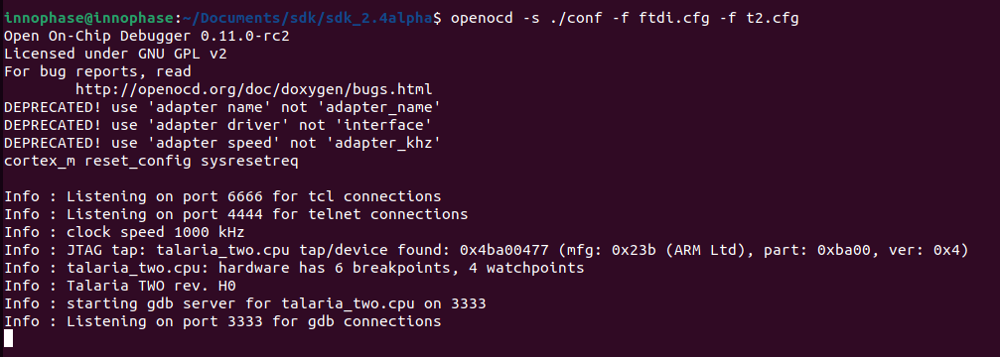 innophase@innophase:~/Documents/sdk/sdk_2.4alpha$ openocd -s ./conf -f ftdi.cfg -f t2.cfg
Open On-Chip Debugger 0.11.0-rc2
Licensed under GNU GPL v2
For bug reports, read
        http://openocd.org/doc/doxygen/bugs.html
DEPRECATED! use 'adapter name' not 'adapter_name'
DEPRECATED! use 'adapter driver' not 'interface'
DEPRECATED! use 'adapter speed' not 'adapter_khz'
cortex_m reset_config sysresetreq

Info : Listening on port 6666 for tcl connections
Info : Listening on port 4444 for telnet connections
Info : clock speed 1000 kHz
Info : JTAG tap: talaria_two.cpu tap/device found: 0x4ba00477 (mfg: 0x23b (ARM Ltd), part: 0xba00, ver: 0x4)
Info : talaria_two.cpu: hardware has 6 breakpoints, 4 watchpoints
Info : Talaria TWO rev. H0
Info : starting gdb server for talaria_two.cpu on 3333
Info : Listening on port 3333 for gdb connections